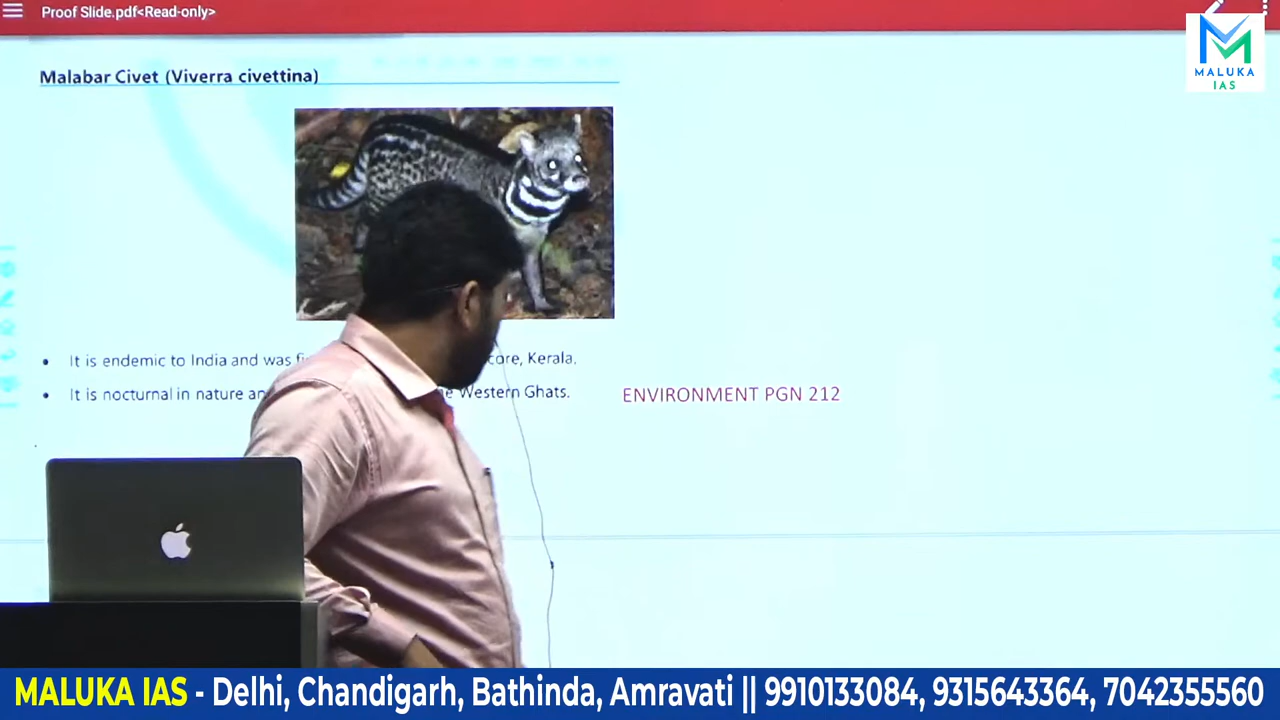 Proof Slide.pdf<Read-only>
MALUKA
IAS
Malabar Civet (Viverra civettina)
• It is endemic to India and was core, Kerala.
• It is nocturnal in nature Western Ghats.
ENVIRONMENT PGN 212
MALUKA IAS - Delhi, Chandigarh, Bathinda, Amravati || 9910133084, 9315643364, 7042355560